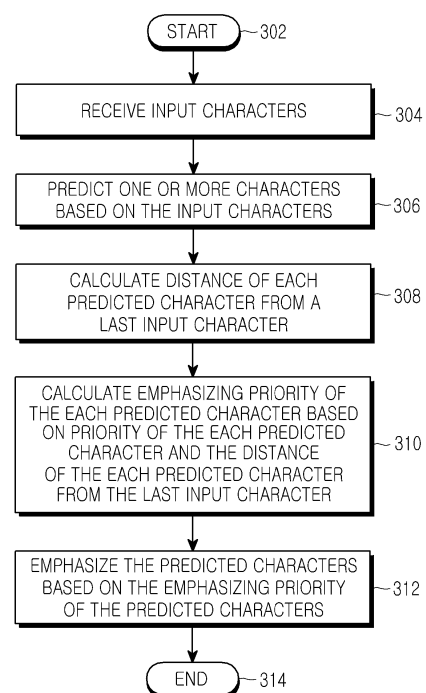 START 302
RECEIVE INPUT CHARACTERS 304
PREDICT ONE OR MORE CHARACTERS
BASED ON THE INPUT CHARACTERS 306
CALCULATE DISTANCE OF EACH
PREDICTED CHARACTER FROM A
LAST INPUT CHARACTER
308
CALCULATE EMPHASIZING PRIORITY OF
THE EACH PREDICTED CHARACTER BASED
ON PRIORITY OF THE EACH PREDICTED
CHARACTER AND THE DISTANCE
OF THE EACH PREDICTED CHARACTER
FROM THE LAST INPUT CHARACTER
310
EMPHASIZE THE PREDICTED CHARACTERS
BASED ON THE EMPHASIZING PRIORITY
OF THE PREDICTED CHARACTERS
312
END 314